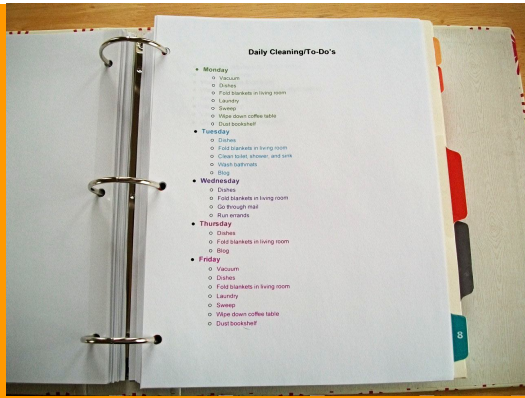 Daily Cleaning/To-Do's
Monday
Vacuum
Dishes
Fold blankets in living room
Laundry
Sweep
Wipe down coffee table
Dust bookshelf
Tuesday
Dishes
Fold blankets in living room
Clean toilet, shower, and sink
Wash bathmats
Blog
Wednesday
Dishes
Fold blankets in living room
Go through mail
Run errands
Thursday
Dishes
Fold blankets in living room
Blog
Friday
Vacuum
Dishes
Fold blankets in living room
Laundry
Sweep
Wipe down coffee table
Dust bookshelf
8